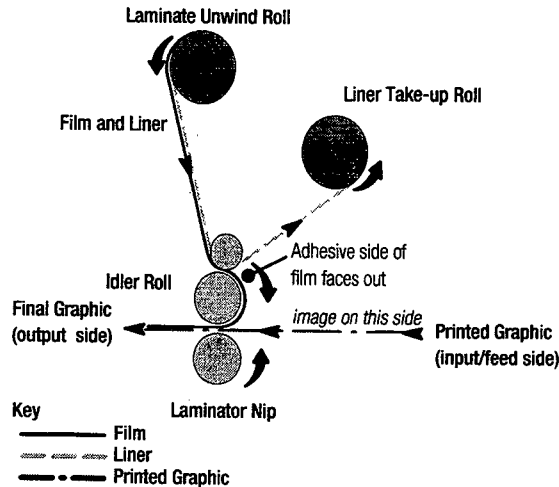 Laminate Unwind Roll
Liner Take-up Roll
Film and Liner
Adhesive side of
film faces out
Idler Roll
Final Graphic
(output side)
image on this side
Printed Graphic
(input/feed side)
Laminator Nip
Key
Film
Liner
Printed Graphic